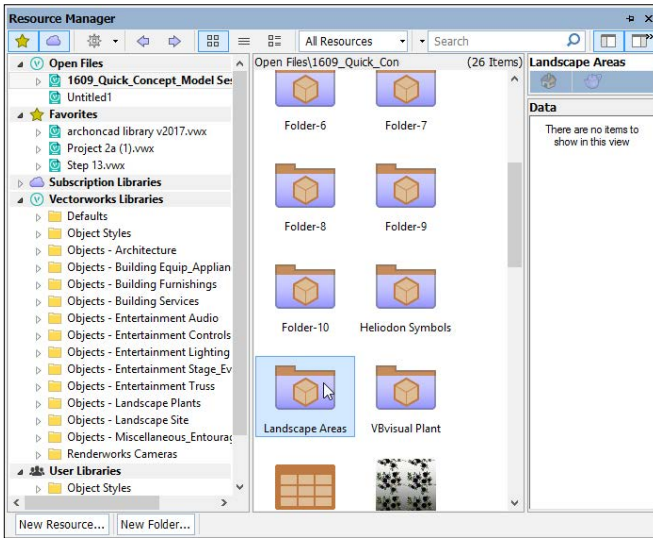 Resource Manager
All Resources
Search
Open Files
1609_Quick_Concept_Model Se
Untitled1
Favorites
archoncad library v2017.vwx
Project 2a (1).vwx
Step 13.vwx
Subscription Libraries
Vectorworks Libraries
Defaults
Object Styles
Objects - Architecture
Objects - Building Equip_Applian
Objects - Building Furnishings
Objects - Building Services
Objects - Entertainment Audio
Objects - Entertainment Controls
Objects - Entertainment Lighting
Objects - Entertainment Stage_Ev
Objects - Entertainment Truss
Objects - Landscape Plants
Objects - Landscape Site
Objects - Miscellaneous_Entourag
Renderworks Cameras
User Libraries
Object Styles
Open Files\1609_Quick_Con (26 Items)
Folder-6 Folder-7
Folder-8 Folder-9
Folder-10 Heliodon Symbols
Landscape Areas VBvisual Plant
Landscape Areas
Data
There are no items to
show in this view
New Resource... New Folder...